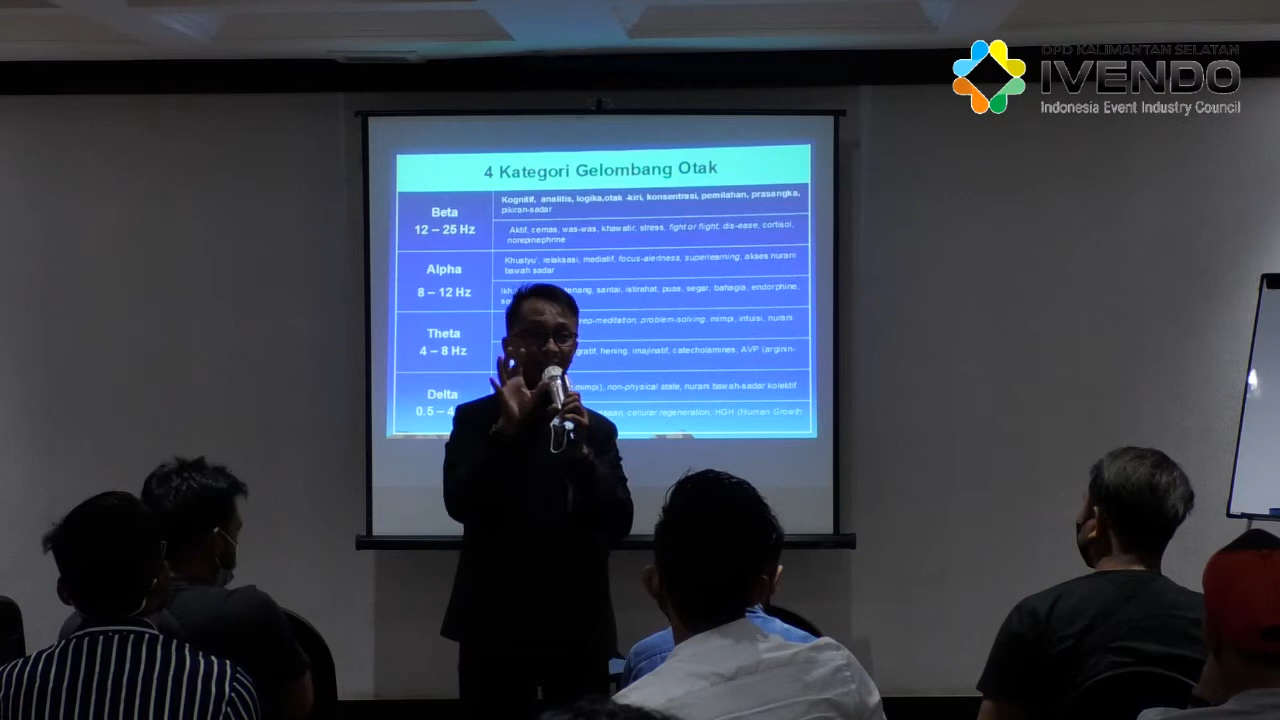 DPD KALIMANTAN SELATAN
IVENDO
Indonesia Event Industry Council
4 Kategori Gelombang Otak
Beta
12 – 25 Hz
Kognitif, analitis, logika,otak -kiri, konsentrasi, pemilahan, prasangka,
pikiran-sadar
Aktif, cemas, was-was, khawatir, stress, fight or flight, dis-ease, cortisol,
norepinephrine
Alpha
8 – 12 Hz
Khusyu', relaksasi, meditatif, focus-alertness, superlearning, akses nurani
bawah sadar
tenang, santai, istirahat, puas, segar, bahagia, endorphine,
Theta
4 – 8 Hz
ep-meditation, problem-solving, mimpi, intuisi, nurani
gratif, hening, imajinatif, catecholamines, AVP (arginin-
Delta
0.5 – 4
mimpi), non-physical state, nurani bawah-sadar kolektif
cellular regeneration, HGH (Human Growth